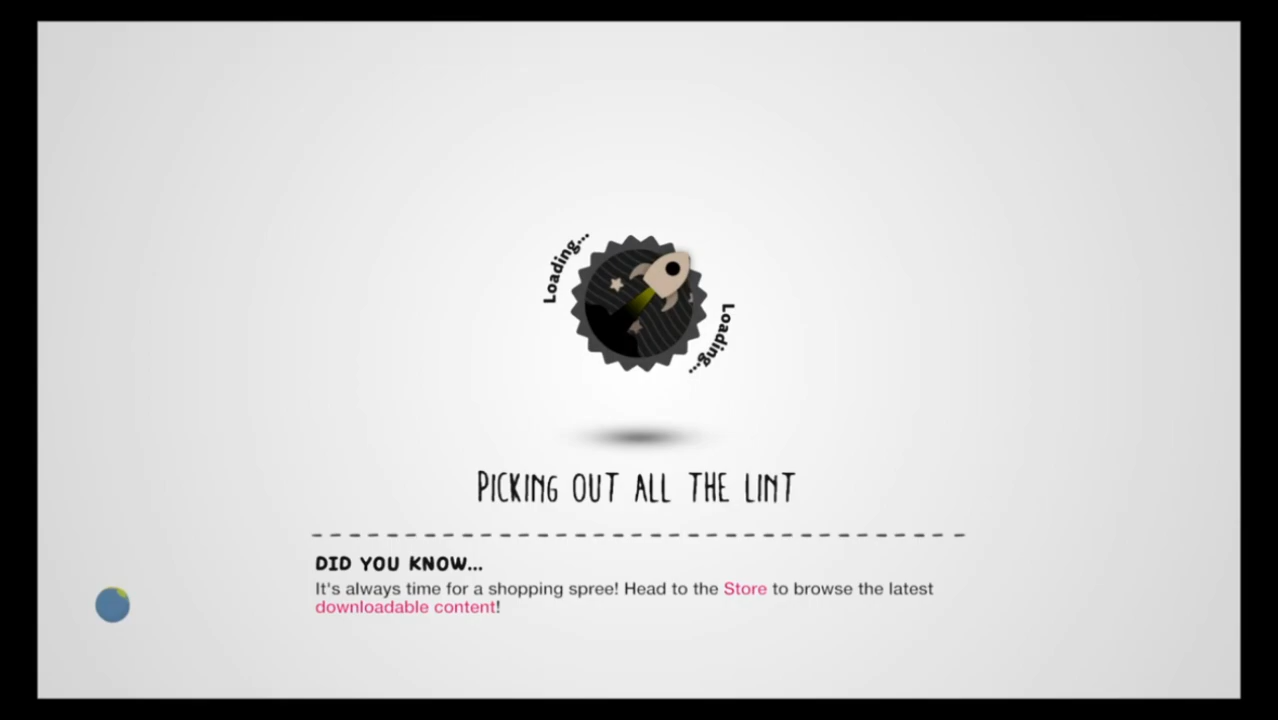 Loading...
Loading...
PICKING OUT ALL THE LINT
DID YOU KNOW...
It's always time for a shopping spree! Head to the Store to browse the latest
downloadable content!